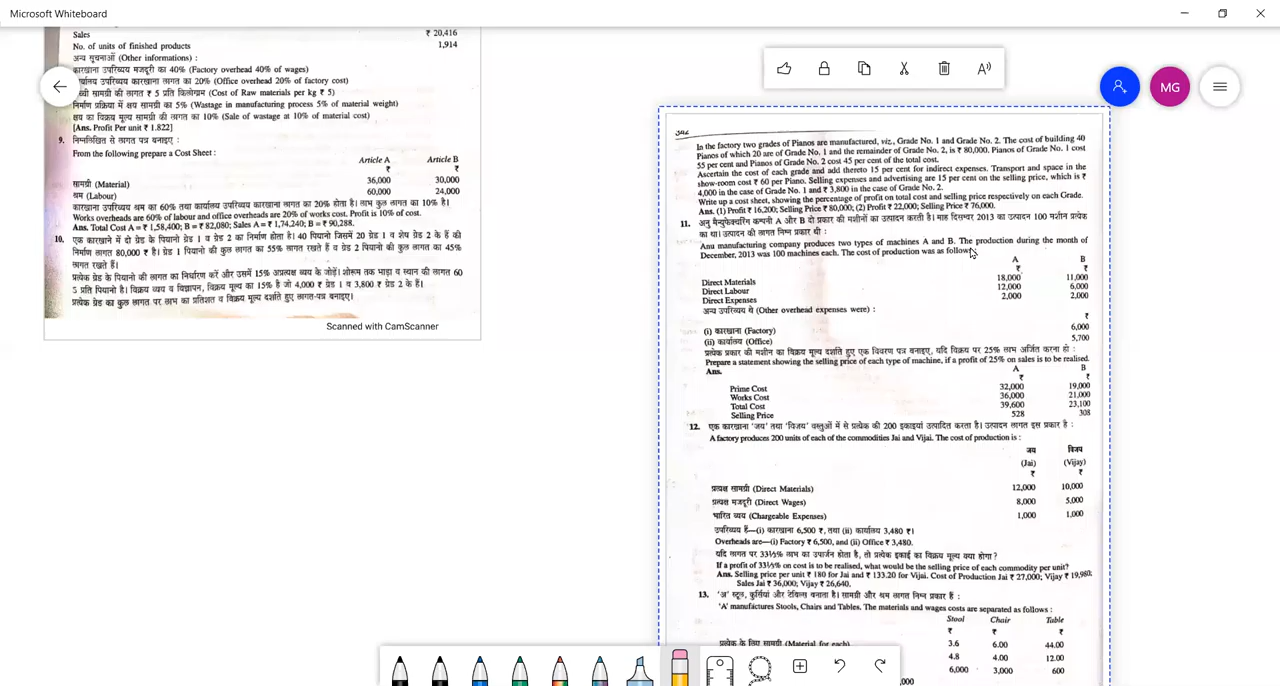 Microsoft Whiteboard
Sales ₹ 20,416
No. of units of finished products 1,914
अन्य सूचनाओं (Other informations) :
कारखाना उपरिव्यय मजदूरी का 40% (Factory overhead 40% of wages)
उपरिव्यय कारखाना लागत का 20% (Office overhead 20% of factory cost)
सामग्री की लागत ₹ 5 प्रति किलोग्राम (Cost of Raw materials per kg ₹ 5)
निर्माण प्रक्रिया में क्षय सामग्री का 5% (Wastage in manufacturing process 5% of material weight)
क्षय का विक्रय मूल्य सामग्री की लागत का 10% (Sale of wastage at 10% of material cost)
[Ans. Profit Per unit ₹ 1.822]
9. निम्नलिखित से लागत पत्र बनाइए :
From the following prepare a Cost Sheet :
Article A Article B
₹ ₹
सामग्री (Material) 36,000 30,000
श्रम (Labour) 60,000 24,000
कारखाना उपरिव्यय श्रम का 60% तथा कार्यालय उपरिव्यय कारखाना लागत का 20% होता है। लाभ कुल लागत का 10% है।
Works overheads are 60% of labour and office overheads are 20% of works cost. Profit is 10% of cost.
Ans. Total Cost A = ₹ 1,58,400; B = ₹ 82,080; Sales A = ₹ 1,74,240; B = ₹ 90,288.
10. एक कारखाने में दो ग्रेड के पियानो ग्रेड 1 व ग्रेड 2 का निर्माण होता है। 40 पियानो जिसमें 20 ग्रेड 1 व शेष ग्रेड 2 के हैं की
निर्माण लागत 80,000 ₹ है। ग्रेड 1 पियानो की कुल लागत का 55% लागत रखते हैं व ग्रेड 2 पियानो की कुल लागत का 45%
लागत रखते हैं।
प्रत्येक ग्रेड के पियानो की लागत का निर्धारण करें और उसमें 15% अप्रत्यक्ष व्यय के जोड़ें। शोरूम तक भाड़ा व स्थान की लागत 60
₹ प्रति पियानो है। विक्रय व्यय व विज्ञापन, विक्रय मूल्य का 15% है जो 4,000 ₹ ग्रेड 1 व 3,800 ₹ ग्रेड 2 के हैं।
प्रत्येक ग्रेड का कुल लागत पर लाभ का प्रतिशत व विक्रय मूल्य दर्शाते हुए लागत-पत्र बनाइए।
Scanned with CamScanner
MG
In the factory two grades of Pianos are manufactured, viz., Grade No. 1 and Grade No. 2. The cost of building 40
Pianos of which 20 are of Grade No. 1 and the remainder of Grade No. 2, is ₹ 80,000. Pianos of Grade No. 1 cost
55 per cent and Pianos of Grade No. 2 cost 45 per cent of the total cost.
Ascertain the cost of each grade and add thereto 15 per cent for indirect expenses. Transport and space in the
show-room cost ₹ 60 per Piano. Selling expenses and advertising are 15 per cent on the selling price, which is ₹
4,000 in the case of Grade No. 1 and ₹ 3,800 in the case of Grade No. 2.
Write up a cost sheet, showing the percentage of profit on total cost and selling price respectively on each Grade.
Ans. (1) Profit ₹ 16,200; Selling Price ₹ 80,000; (2) Profit ₹ 22,000; Selling Price ₹ 76,000.
11. अनु मैन्युफैक्चरिंग कम्पनी A और B दो प्रकार की मशीनों का उत्पादन करती है। माह दिसम्बर 2013 का उत्पादन 100 मशीन प्रत्येक
का था। उत्पादन की लागत निम्न प्रकार थी :
Anu manufacturing company produces two types of machines A and B. The production during the month of
December, 2013 was 100 machines each. The cost of production was as follows
A B
₹ ₹
Direct Materials 18,000 11,000
Direct Labour 12,000 6,000
Direct Expenses 2,000 2,000
अन्य उपरिव्यय थे (Other overhead expenses were) :
₹
(i) कारखाना (Factory) 6,000
(ii) कार्यालय (Office) 5,700
प्रत्येक प्रकार की मशीन का विक्रय मूल्य दर्शाते हुए एक विवरण पत्र बनाइए, यदि विक्रय पर 25% लाभ अर्जित करना हो :
Prepare a statement showing the selling price of each type of machine, if a profit of 25% on sales is to be realised.
Ans. A B
₹ ₹
Prime Cost 32,000 19,000
Works Cost 36,000 21,000
Total Cost 39,600 23,100
Selling Price 528 308
12. एक कारखाना 'जय' तथा 'विजय' वस्तुओं में से प्रत्येक की 200 इकाइयां उत्पादित करता है। उत्पादन लागत इस प्रकार है :
A factory produces 200 units of each of the commodities Jai and Vijai. The cost of production is :
जय विजय
(Jai) (Vijay)
₹ ₹
प्रत्यक्ष सामग्री (Direct Materials) 12,000 10,000
प्रत्यक्ष मजदूरी (Direct Wages) 8,000 5,000
भारित व्यय (Chargeable Expenses) 1,000 1,000
उपरिव्यय हैं—(i) कारखाना 6,500 ₹, तथा (ii) कार्यालय 3,480 ₹।
Overheads are—(i) Factory ₹ 6,500, and (ii) Office ₹ 3,480.
यदि लागत पर 33⅓% लाभ का उपार्जन होता है, तो प्रत्येक इकाई का विक्रय मूल्य क्या होगा?
If a profit of 33⅓% on cost is to be realised, what would be the selling price of each commodity per unit?
Ans. Selling price per unit ₹ 180 for Jai and ₹ 133.20 for Vijai. Cost of Production Jai ₹ 27,000; Vijay ₹ 19,980;
Sales Jai ₹ 36,000; Vijay ₹ 26,640.
13. 'अ' स्टूल, कुर्सियां और टेबिल्स बनाता है। सामग्री और श्रम लागत निम्न प्रकार हैं :
'A' manufactures Stools, Chairs and Tables. The materials and wages costs are separated as follows :
Stool Chair Table
₹ ₹ ₹
प्रत्येक के लिए सामग्री (Material for each) 3.6 6.00 44.00
4.8 4.00 12.00
6,000 3,000 600
,000